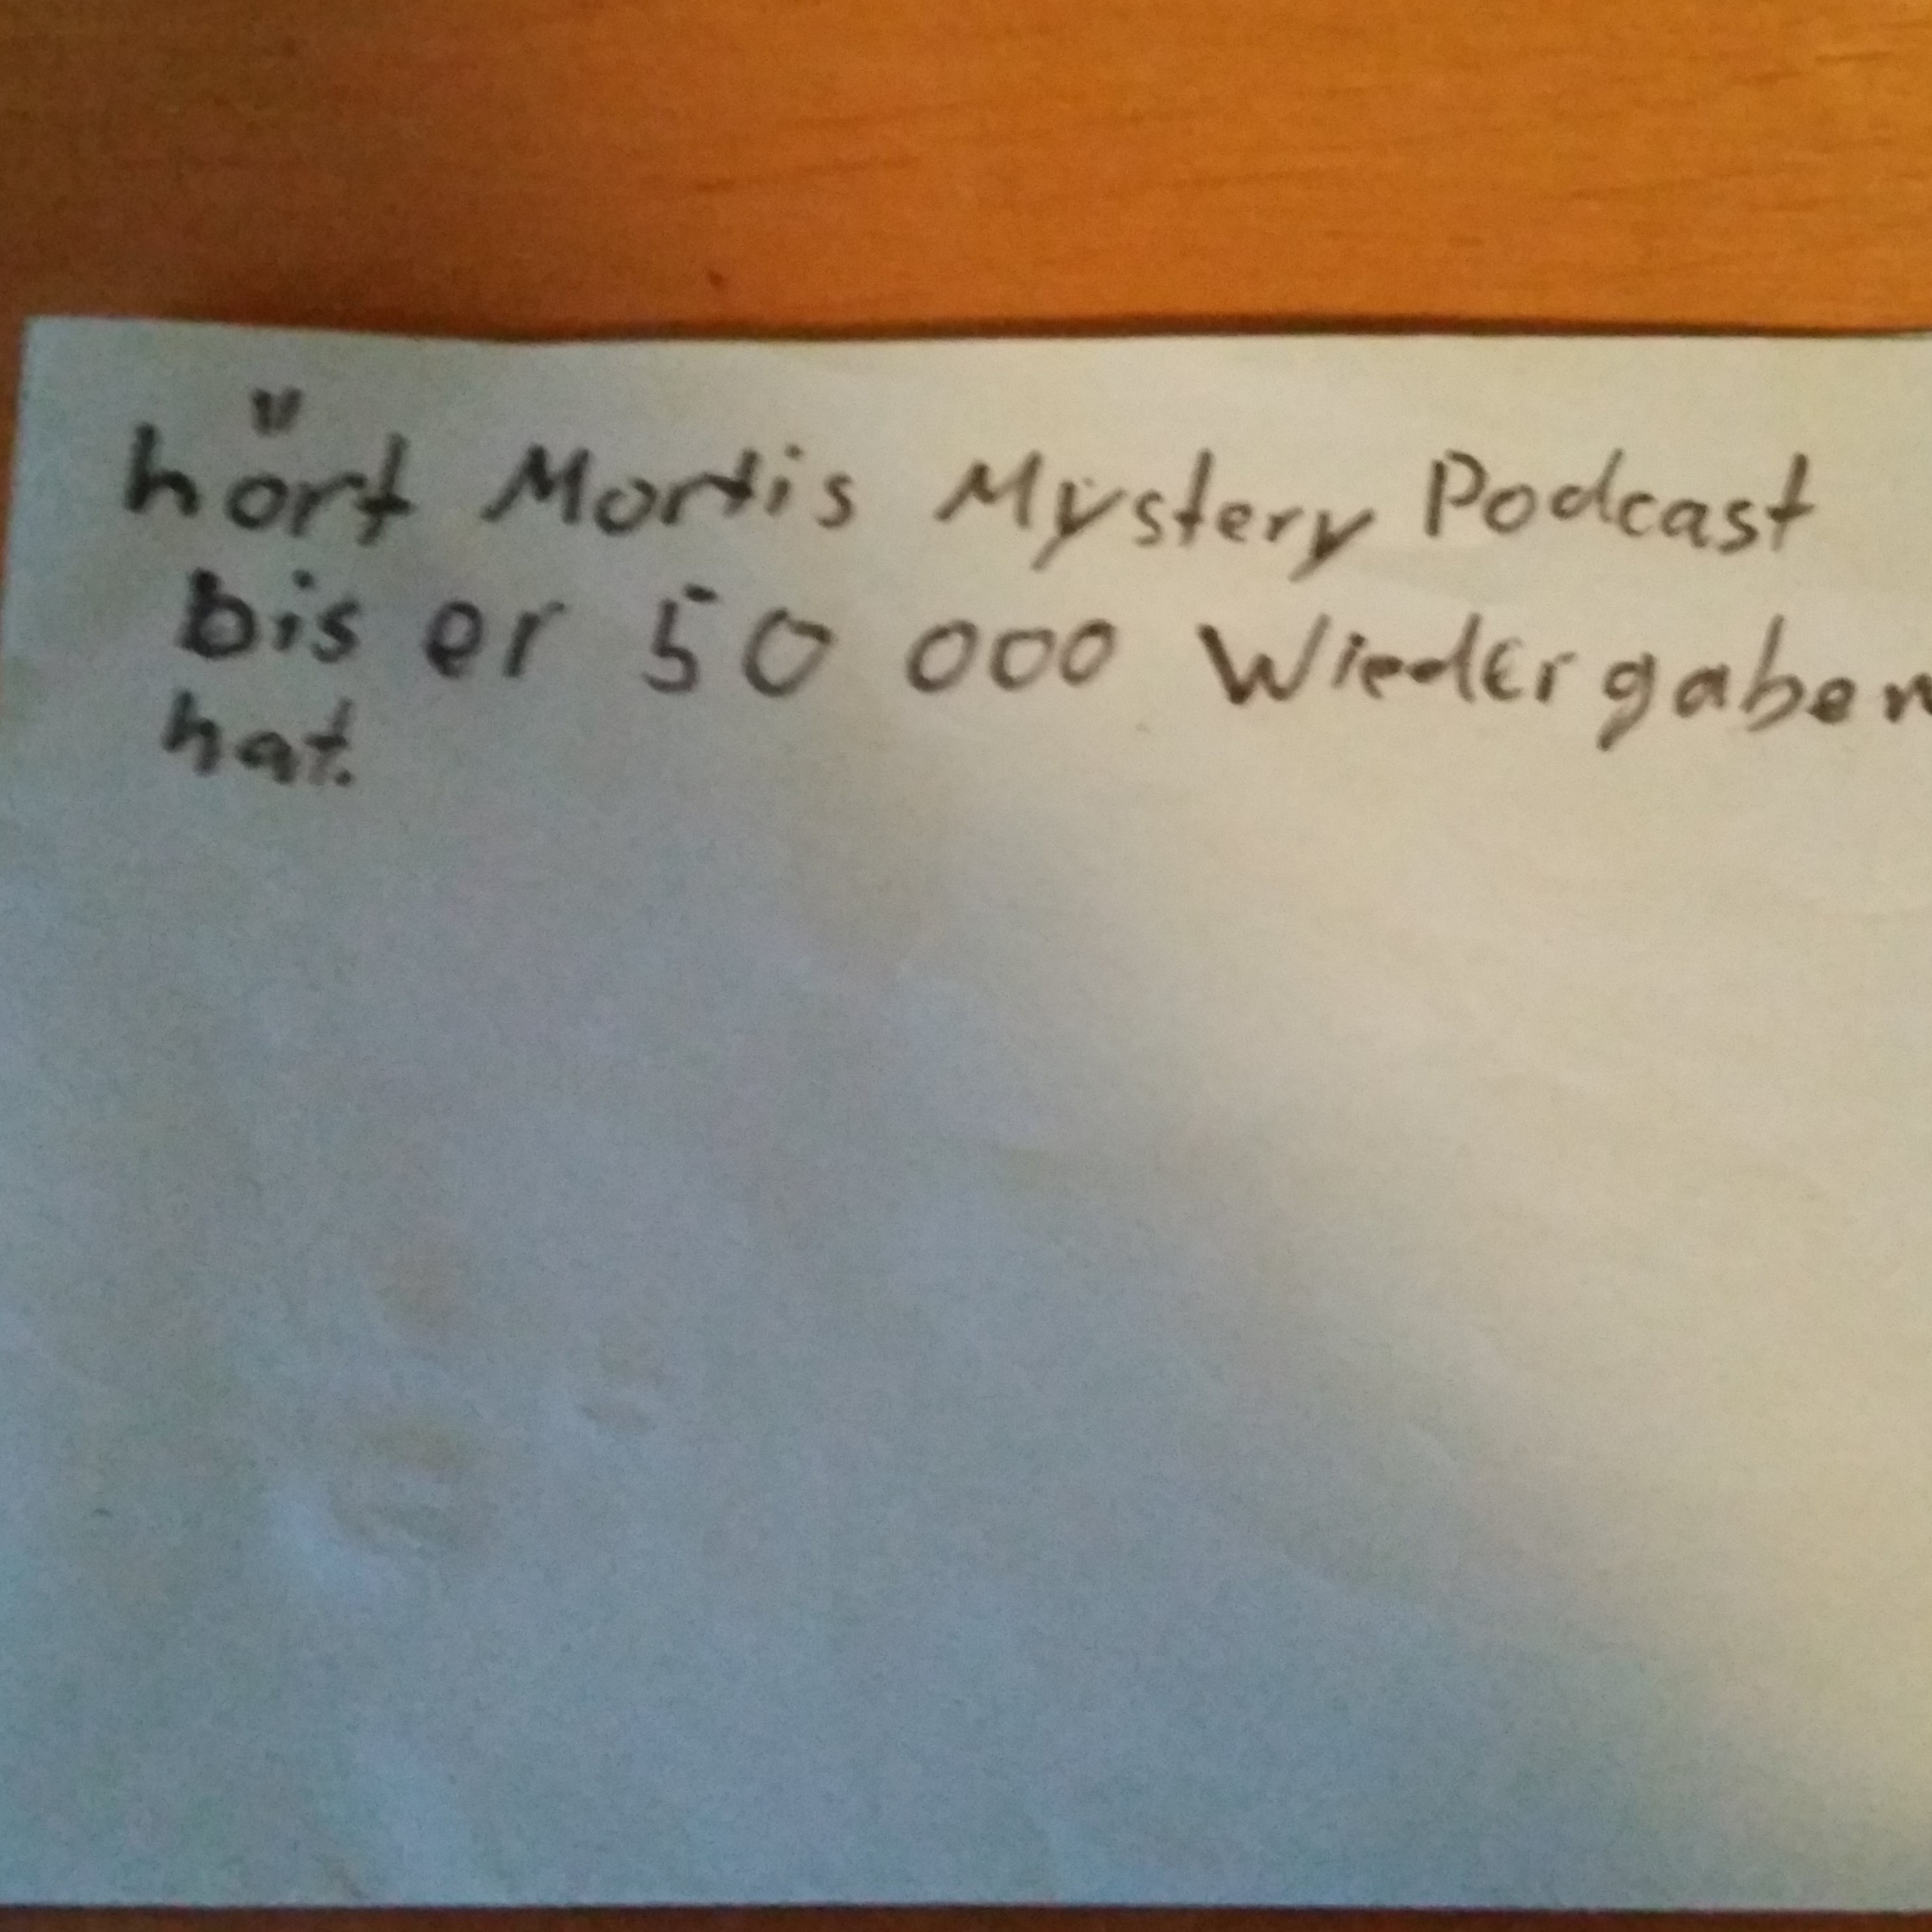 hört Mortis Mystery Podcast
bis er 50 000 Wiedergaben
hat.